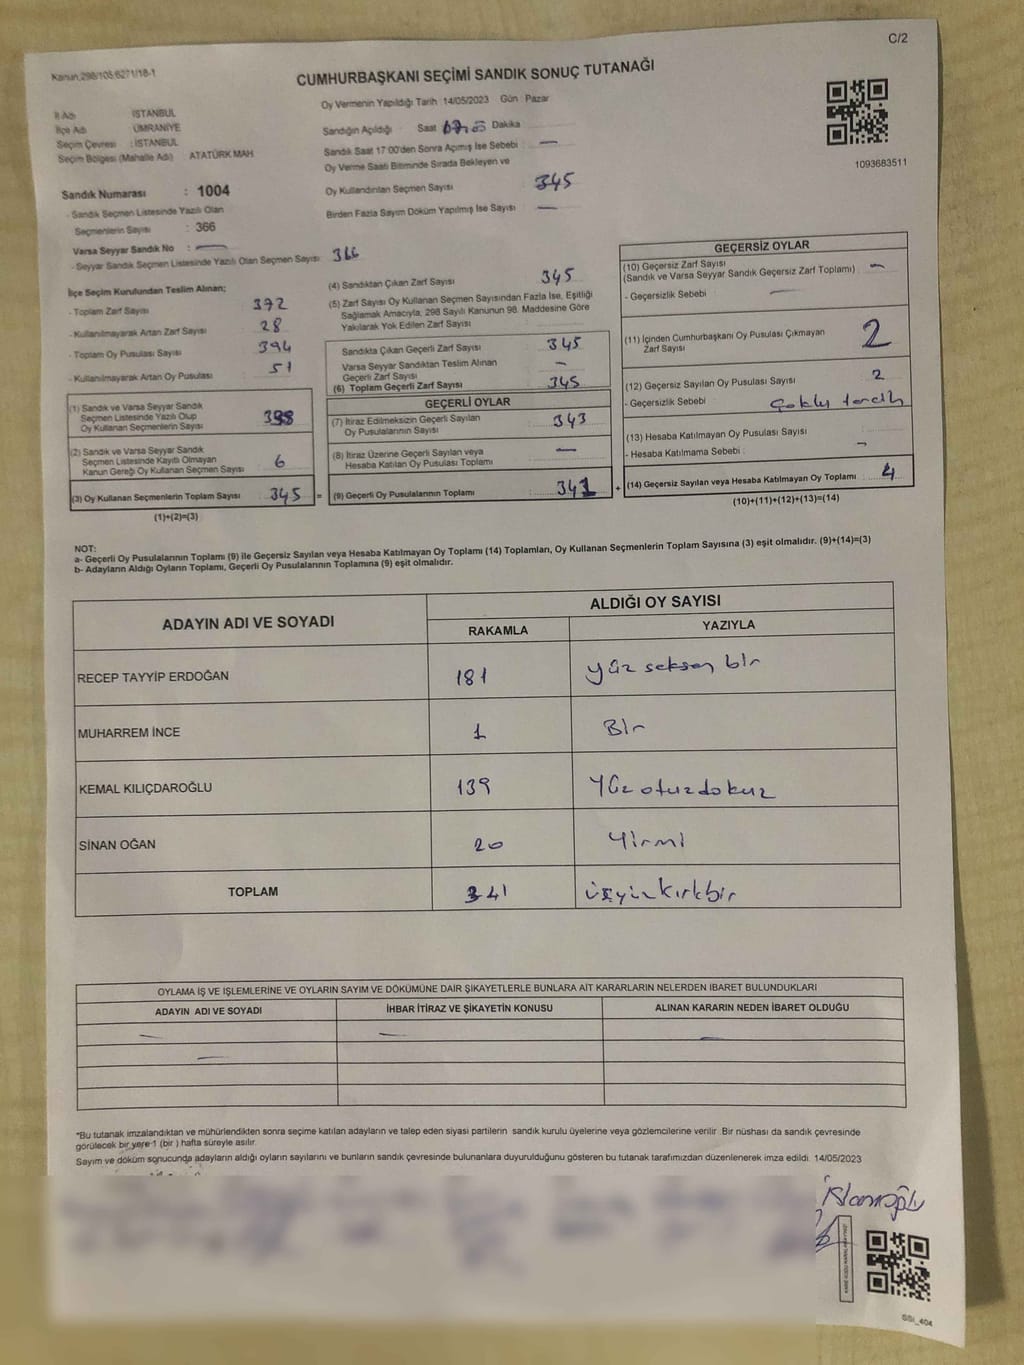 C/2
Kanun:298/105 6271/18-1
CUMHURBAŞKANI SEÇİMİ SANDIK SONUÇ TUTANAĞI
İl Adı İSTANBUL
İlçe Adı ÜMRANİYE
Seçim Çevresi : İSTANBUL
Seçim Bölgesi (Mahalle Adı) ATATÜRK MAH
Sandık Numarası : 1004
- Sandık Seçmen Listesinde Yazılı Olan
Seçmenlerin Sayısı : 366
Varsa Seyyar Sandık No : —
- Seyyar Sandık Seçmen Listesinde Yazılı Olan Seçmen Sayısı: 366
Oy Vermenin Yapıldığı Tarih 14/05/2023 Gün Pazar
Sandığın Açıldığı Saat Dakika
Sandık Saat 17:00'den Sonra Açımış İse Sebebi : —
Oy Verme Saati Bitiminde Sırada Bekleyen ve
Oy Kullandırılan Seçmen Sayısı : 345
Birden Fazla Sayım Döküm Yapılmış İse Sayısı : —
1093683511
İlçe Seçim Kurulundan Teslim Alınan;
- Toplam Zarf Sayısı : 372
- Kullanılmayarak Artan Zarf Sayısı : 28
- Toplam Oy Pusulası Sayısı : 394
- Kullanılmayarak Artan Oy Pusulası : 51
(1) Sandık ve Varsa Seyyar Sandık
Seçmen Listesinde Yazılı Olup
Oy Kullanan Seçmenlerin Sayısı
(2) Sandık ve Varsa Seyyar Sandık
Seçmen Listesinde Kayıtlı Olmayan
Kanun Gereği Oy Kullanan Seçmen Sayısı 6
(3) Oy Kullanan Seçmenlerin Toplam Sayısı : 345 =
(1)+(2)=(3)
(4) Sandıktan Çıkan Zarf Sayısı : 345
(5) Zarf Sayısı Oy Kullanan Seçmen Sayısından Fazla İse, Eşitliği
Sağlamak Amacıyla, 298 Sayılı Kanunun 98. Maddesine Göre
Yakılarak Yok Edilen Zarf Sayısı :
Sandıkta Çıkan Geçerli Zarf Sayısı : 345
Varsa Seyyar Sandıktan Teslim Alınan
Geçerli Zarf Sayısı : —
(6) Toplam Geçerli Zarf Sayısı : 345
GEÇERLİ OYLAR
(7) İtiraz Edilmeksizin Geçerli Sayılan
Oy Pusulalarının Sayısı : 343
(8) İtiraz Üzerine Geçerli Sayılan veya
Hesaba Katılan Oy Pusulası Toplamı : —
(9) Geçerli Oy Pusulalarının Toplamı : 341 +
GEÇERSİZ OYLAR
(10) Geçersiz Zarf Sayısı
(Sandık ve Varsa Seyyar Sandık Geçersiz Zarf Toplamı) : —
- Geçersizlik Sebebi : —
(11) İçinden Cumhurbaşkanı Oy Pusulası Çıkmayan
Zarf Sayısı 2
(12) Geçersiz Sayılan Oy Pusulası Sayısı : 2
- Geçersizlik Sebebi : Çoklu tercih
(13) Hesaba Katılmayan Oy Pusulası Sayısı :
- Hesaba Katılmama Sebebi : —
(14) Geçersiz Sayılan veya Hesaba Katılmayan Oy Toplamı : 4
(10)+(11)+(12)+(13)=(14)
NOT:
a- Geçerli Oy Pusulalarının Toplamı (9) ile Geçersiz Sayılan veya Hesaba Katılmayan Oy Toplamı (14) Toplamları, Oy Kullanan Seçmenlerin Toplam Sayısına (3) eşit olmalıdır. (9)+(14)=(3)
b- Adayların Aldığı Oyların Toplamı, Geçerli Oy Pusulalarının Toplamına (9) eşit olmalıdır.
ADAYIN ADI VE SOYADI
ALDIĞI OY SAYISI
RAKAMLA YAZIYLA
RECEP TAYYİP ERDOĞAN 181 yüz seksen bir
MUHARREM İNCE 1 Bir
KEMAL KILIÇDAROĞLU 139 Yüz otuz dokuz
SİNAN OĞAN 20 Yirmi
TOPLAM 341 üçyüzkırkbir
OYLAMA İŞ VE İŞLEMLERİNE VE OYLARIN SAYIM VE DÖKÜMÜNE DAİR ŞİKAYETLERLE BUNLARA AİT KARARLARIN NELERDEN İBARET BULUNDUKLARI
ADAYIN ADI VE SOYADI İHBAR İTİRAZ VE ŞİKAYETİN KONUSU ALINAN KARARIN NEDEN İBARET OLDUĞU
*Bu tutanak imzalandıktan ve mühürlendikten sonra seçime katılan adayların ve talep eden siyasi partilerin sandık kurulu üyelerine veya gözlemcilerine verilir. Bir nüshası da sandık çevresinde
görülecek bir yere 1 (bir ) hafta süreyle asılır.
Sayım ve döküm sonucunda adayların aldığı oyların sayılarını ve bunların sandık çevresinde bulunanlara duyurulduğunu gösteren bu tutanak tarafımızdan düzenlenerek imza edildi. 14/05/2023
İslamoğlu
SSİ_404